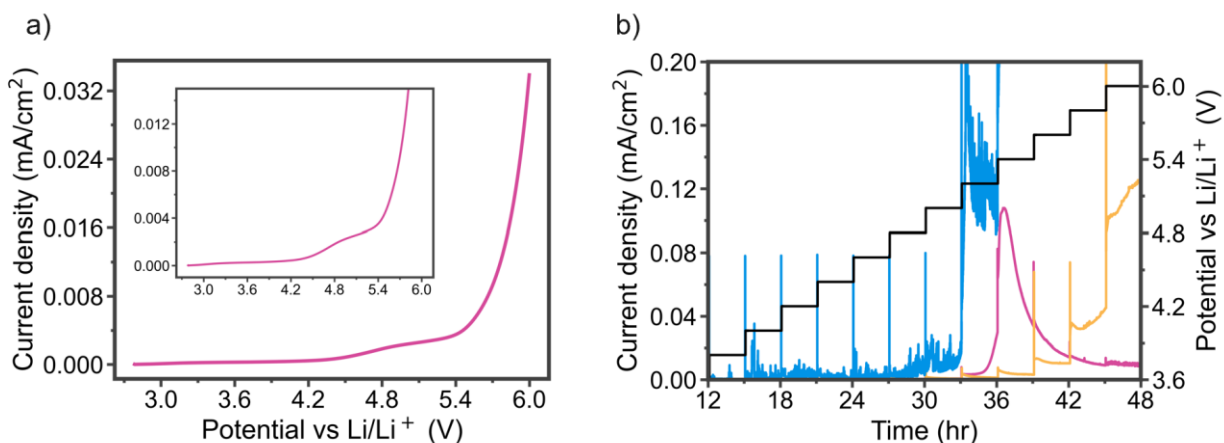 a)
Current density (mA/cm²)
0.032
0.024
0.016
0.008
0.000
0.012
0.008
0.004
0.000
3.0 3.6 4.2 4.8 5.4 6.0
3.0 3.6 4.2 4.8 5.4 6.0
Potential vs Li/Li⁺ (V)
b)
Current density (mA/cm²)
0.20
0.16
0.12
0.08
0.04
0.00
12 18 24 30 36 42 48
Time (hr)
6.0
5.4
4.8
4.2
3.6
Potential vs Li/Li⁺ (V)